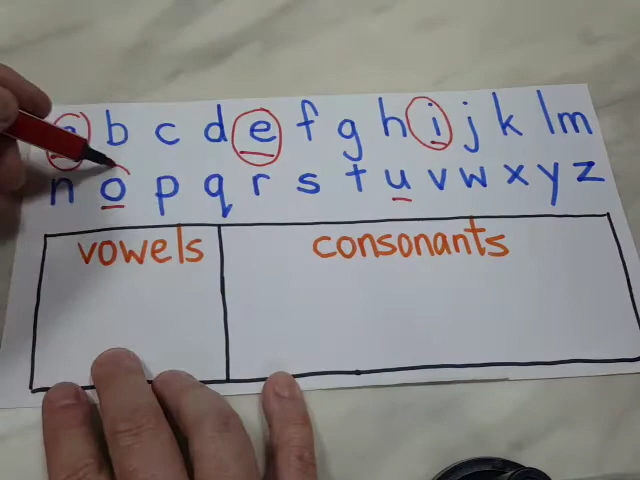 a b c d e f g h i j k l m
n o p q r s t u v w x y z
vowels consonants